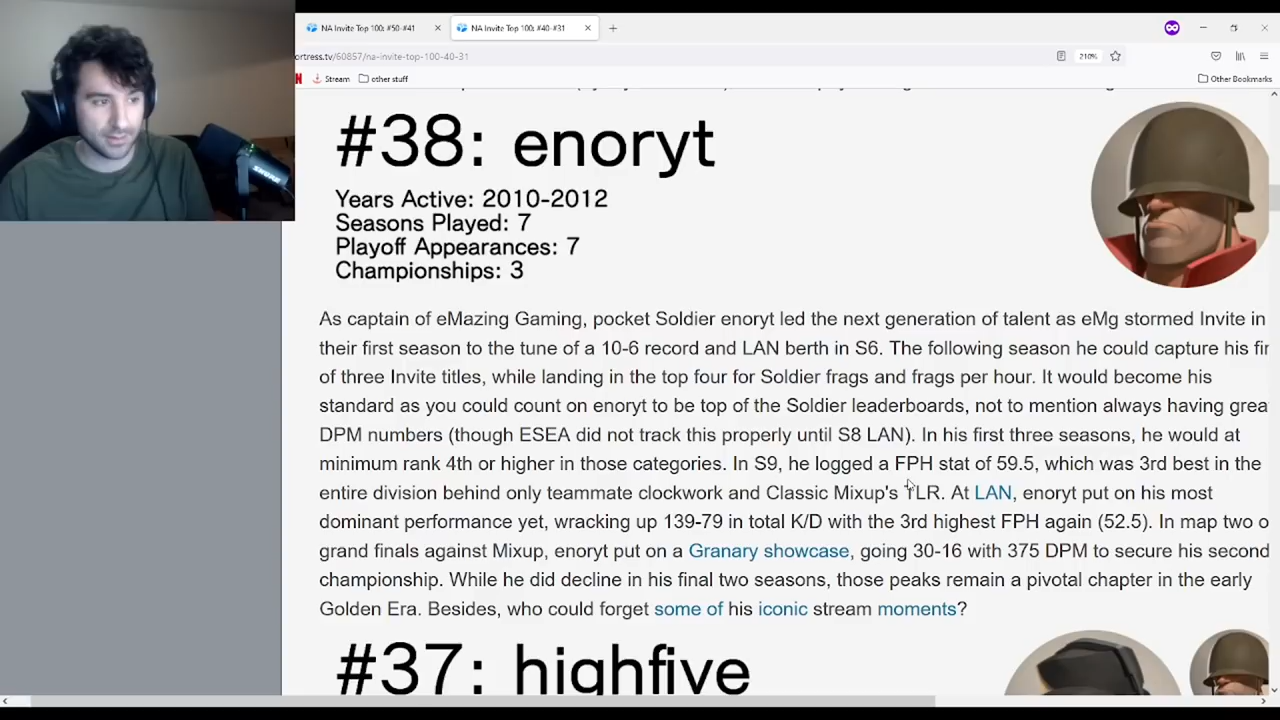 NA Invite Top 100: #50-#41
NA Invite Top 100: #40-#31
ortress.tv/60857/na-invite-top-100-40-31
210%
Stream
other stuff
Other Bookmarks
#38: enoryt
Years Active: 2010-2012
Seasons Played: 7
Playoff Appearances: 7
Championships: 3
As captain of eMazing Gaming, pocket Soldier enoryt led the next generation of talent as eMg stormed Invite in
their first season to the tune of a 10-6 record and LAN berth in S6. The following season he could capture his fir
of three Invite titles, while landing in the top four for Soldier frags and frags per hour. It would become his
standard as you could count on enoryt to be top of the Soldier leaderboards, not to mention always having grea
DPM numbers (though ESEA did not track this properly until S8 LAN). In his first three seasons, he would at
minimum rank 4th or higher in those categories. In S9, he logged a FPH stat of 59.5, which was 3rd best in the
entire division behind only teammate clockwork and Classic Mixup's TLR. At LAN, enoryt put on his most
dominant performance yet, wracking up 139-79 in total K/D with the 3rd highest FPH again (52.5). In map two o
grand finals against Mixup, enoryt put on a Granary showcase, going 30-16 with 375 DPM to secure his second
championship. While he did decline in his final two seasons, those peaks remain a pivotal chapter in the early
Golden Era. Besides, who could forget some of his iconic stream moments?
#37: highfive
SHURE